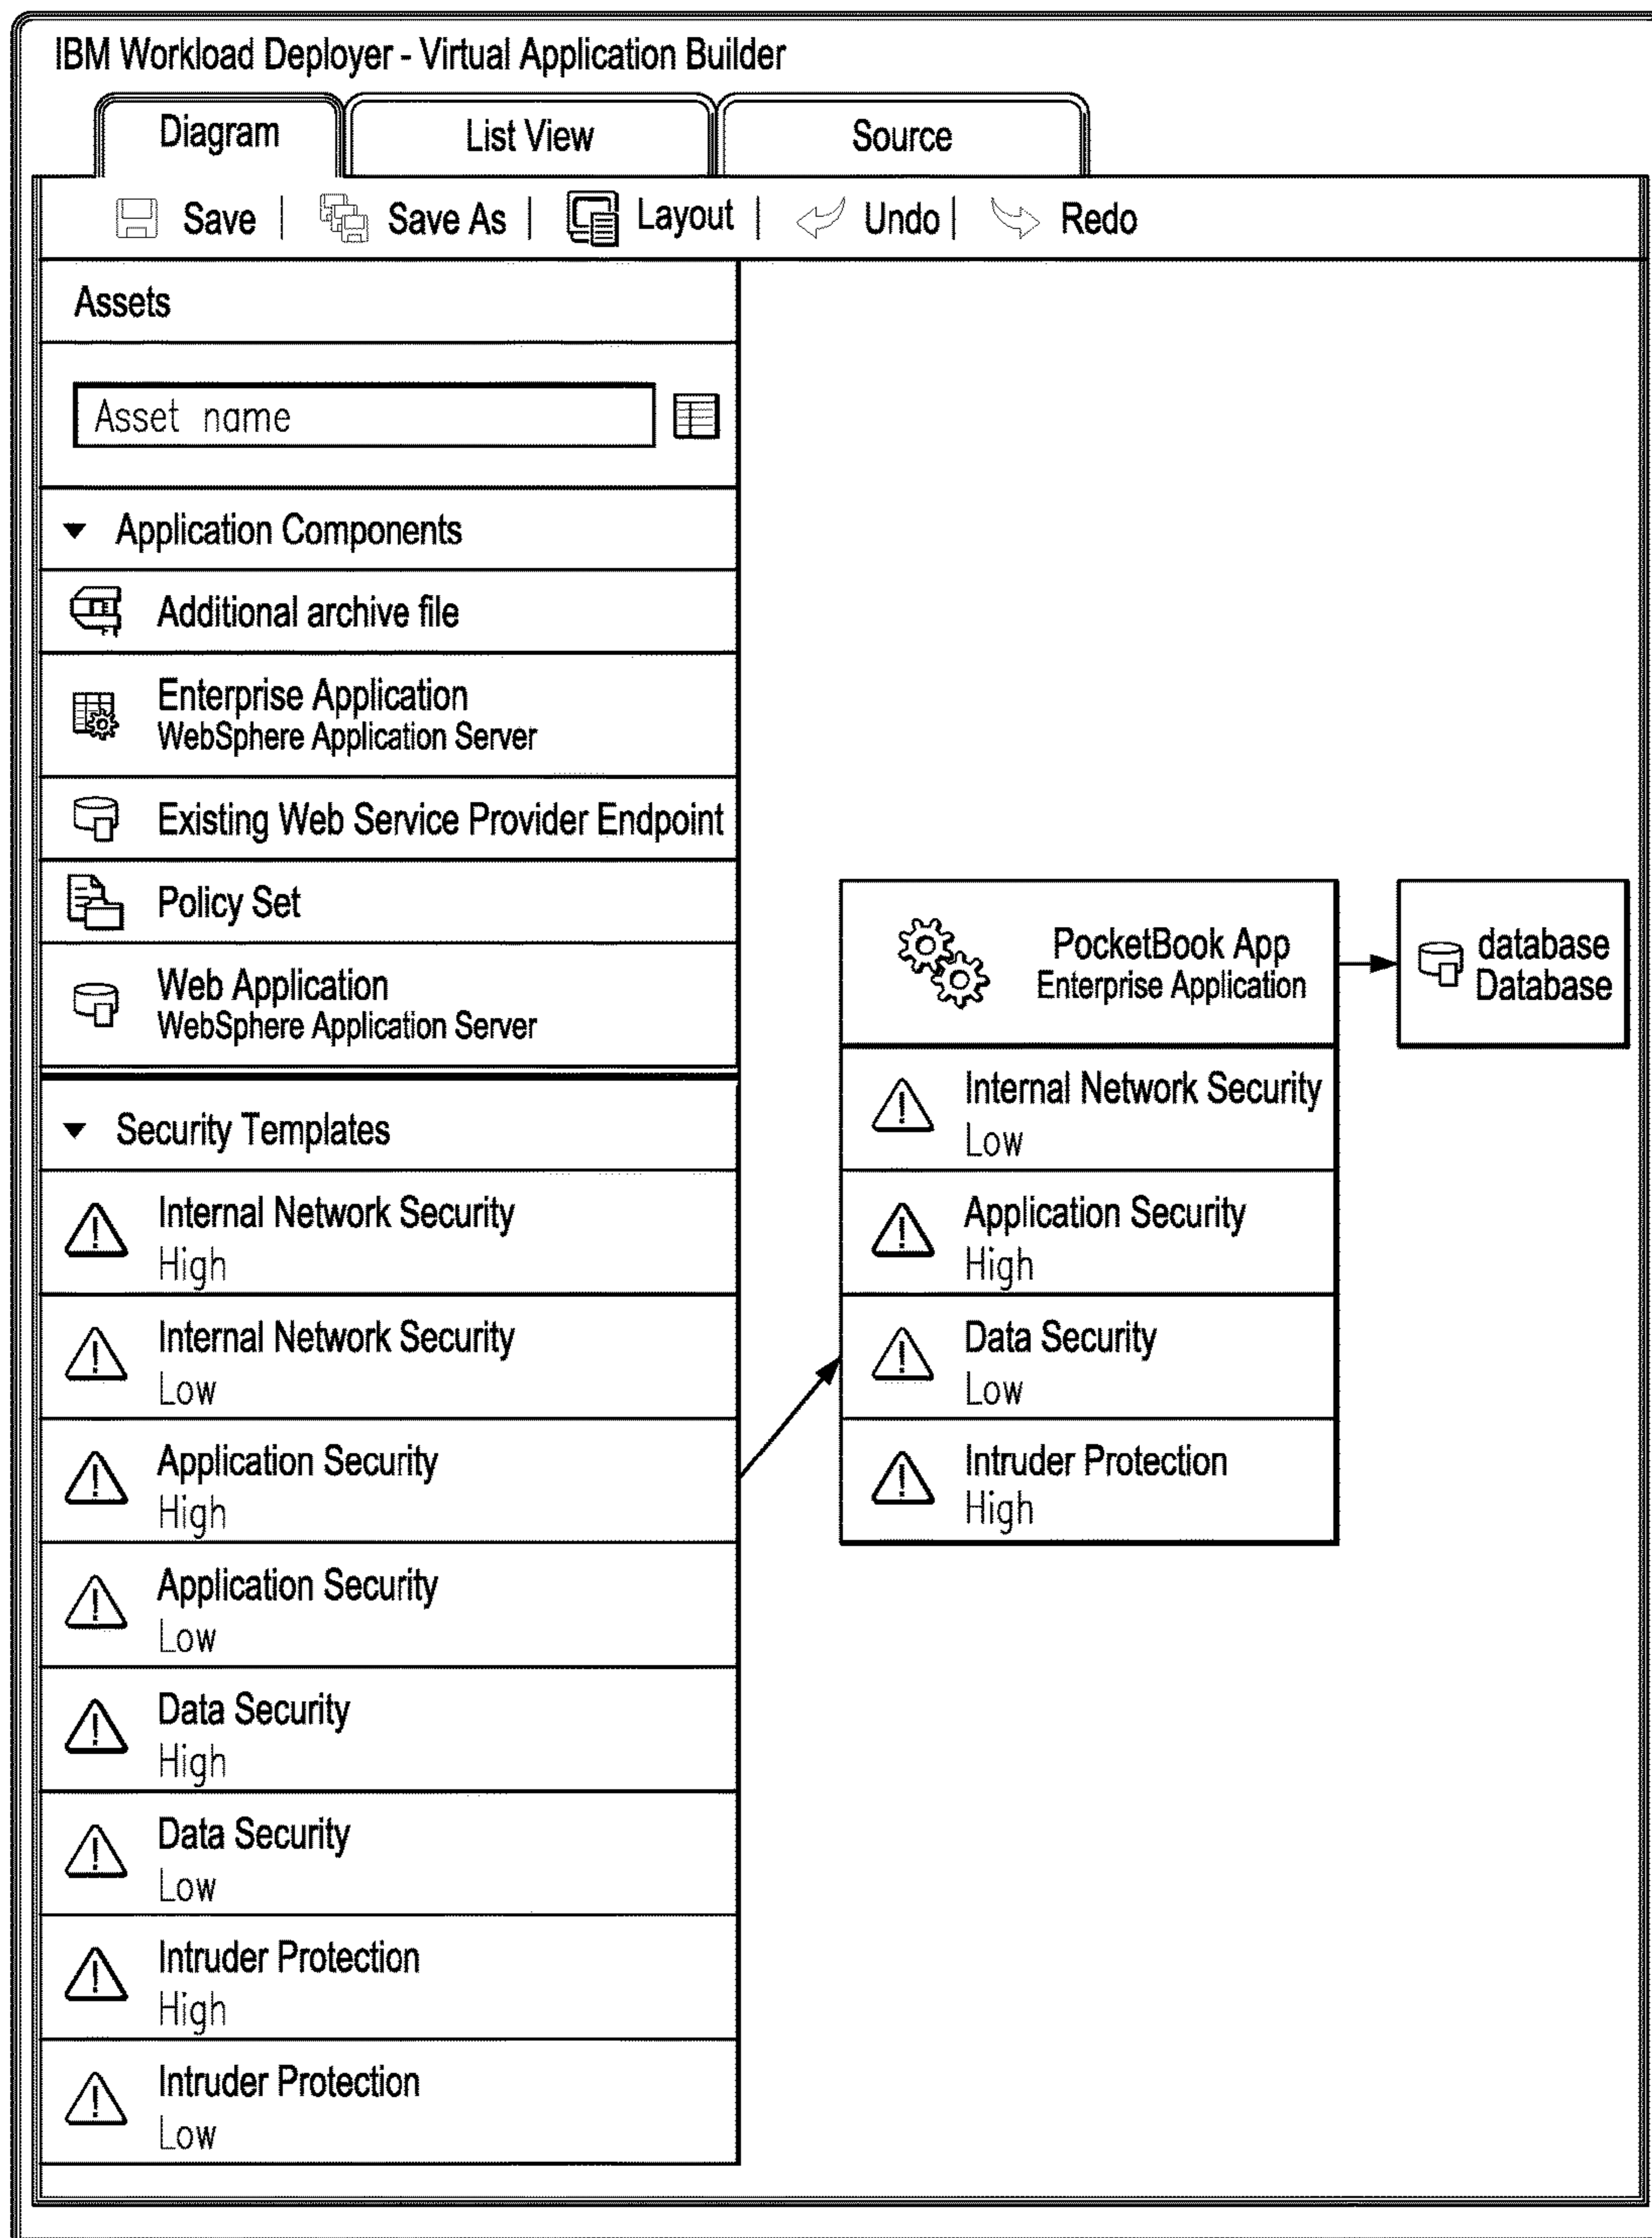 IBM Workload Deployer - Virtual Application Builder
Diagram
List View
Source
Save | Save As | Layout | Undo | Redo
Assets
Asset name
Application Components
Additional archive file
Enterprise Application
WebSphere Application Server
Existing Web Service Provider Endpoint
Policy Set
Web Application
WebSphere Application Server
Security Templates
Internal Network Security
High
Internal Network Security
Low
Application Security
High
Application Security
Low
Data Security
High
Data Security
Low
Intruder Protection
High
Intruder Protection
Low
PocketBook App
Enterprise Application
Internal Network Security
Low
Application Security
High
Data Security
Low
Intruder Protection
High
database
Database